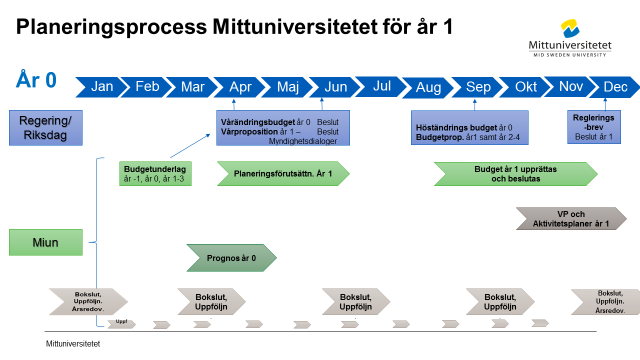 Planeringsprocess Mittuniversitetet för år 1
Mittuniversitetet
MID SWEDEN UNIVERSITY
År 0
Jan Feb Mar Apr Maj Jun Jul Aug Sep Okt Nov Dec
Regering/
Riksdag
Vårändringsbudget år 0 Beslut
Vårproposition år 1 – Beslut
Myndighetsdialoger
Höständrings budget år 0
Budgetprop. år1 samt år 2-4
Reglerings
-brev
Beslut år 1
Budgetunderlag
år -1, år 0, år 1-3
Planeringsförutsättn. År 1
Budget år 1 upprättas
och beslutas
VP och
Aktivitetsplaner år 1
Miun
Prognos år 0
Bokslut,
Uppföljn.
Årsredov.
Bokslut,
Uppföljn
Bokslut,
Uppföljn
Bokslut,
Uppföljn
Bokslut,
Uppföljn.
Årsredov.
Uppf
Mittuniversitetet